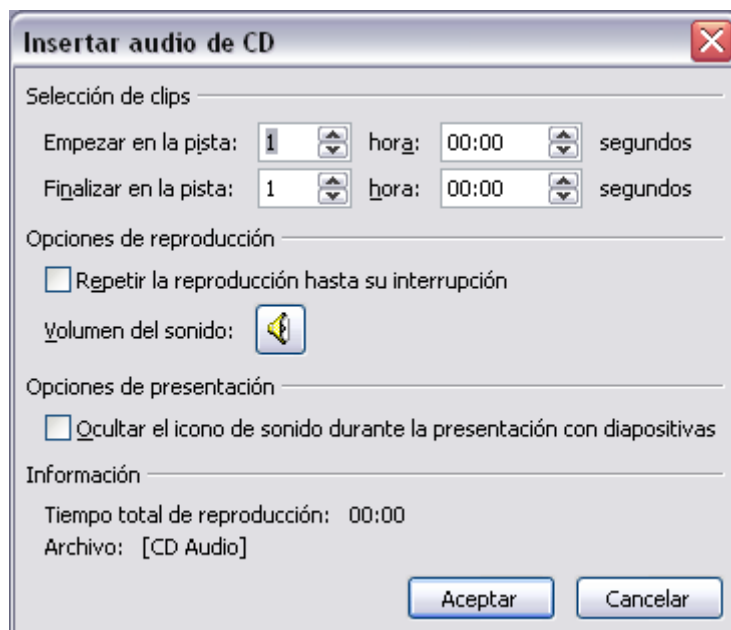 Insertar audio de CD
Selección de clips
Empezar en la pista: 1 hora: 00:00 segundos
Finalizar en la pista: 1 hora: 00:00 segundos
Opciones de reproducción
Repetir la reproducción hasta su interrupción
Volumen del sonido:
Opciones de presentación
Ocultar el icono de sonido durante la presentación con diapositivas
Información
Tiempo total de reproducción: 00:00
Archivo: [CD Audio]
Aceptar Cancelar